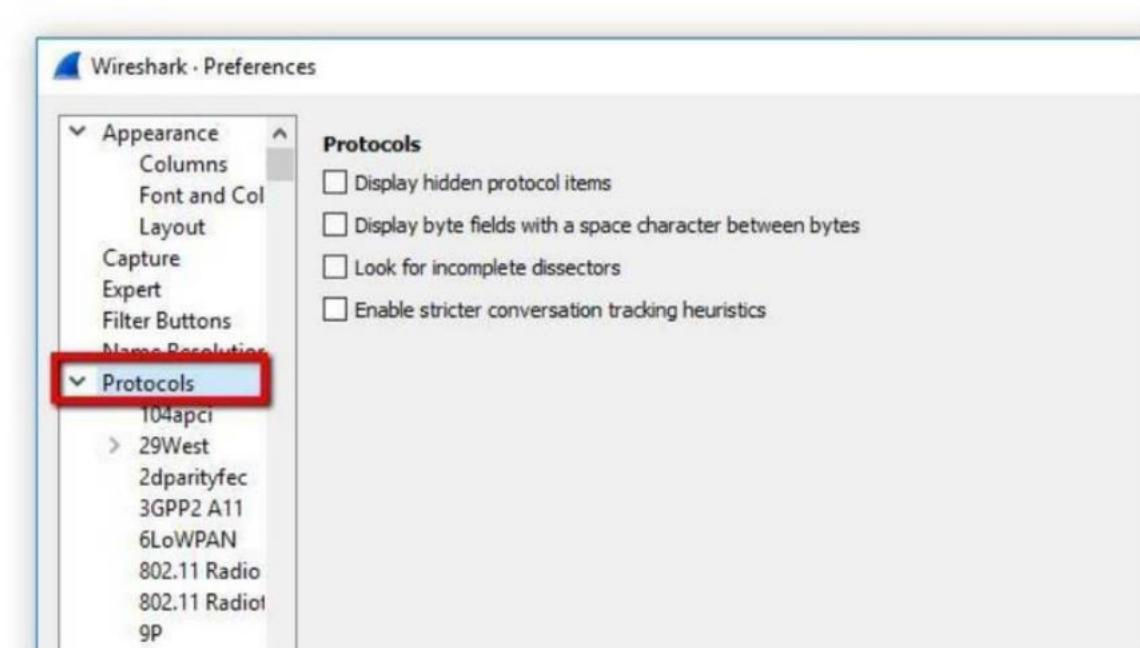 Wireshark · Preferences
Appearance
Columns
Font and Col
Layout
Capture
Expert
Filter Buttons
Name Resolution
Protocols
104apci
29West
2dparityfec
3GPP2 A11
6LoWPAN
802.11 Radio
802.11 Radiot
9P
Protocols
Display hidden protocol items
Display byte fields with a space character between bytes
Look for incomplete dissectors
Enable stricter conversation tracking heuristics